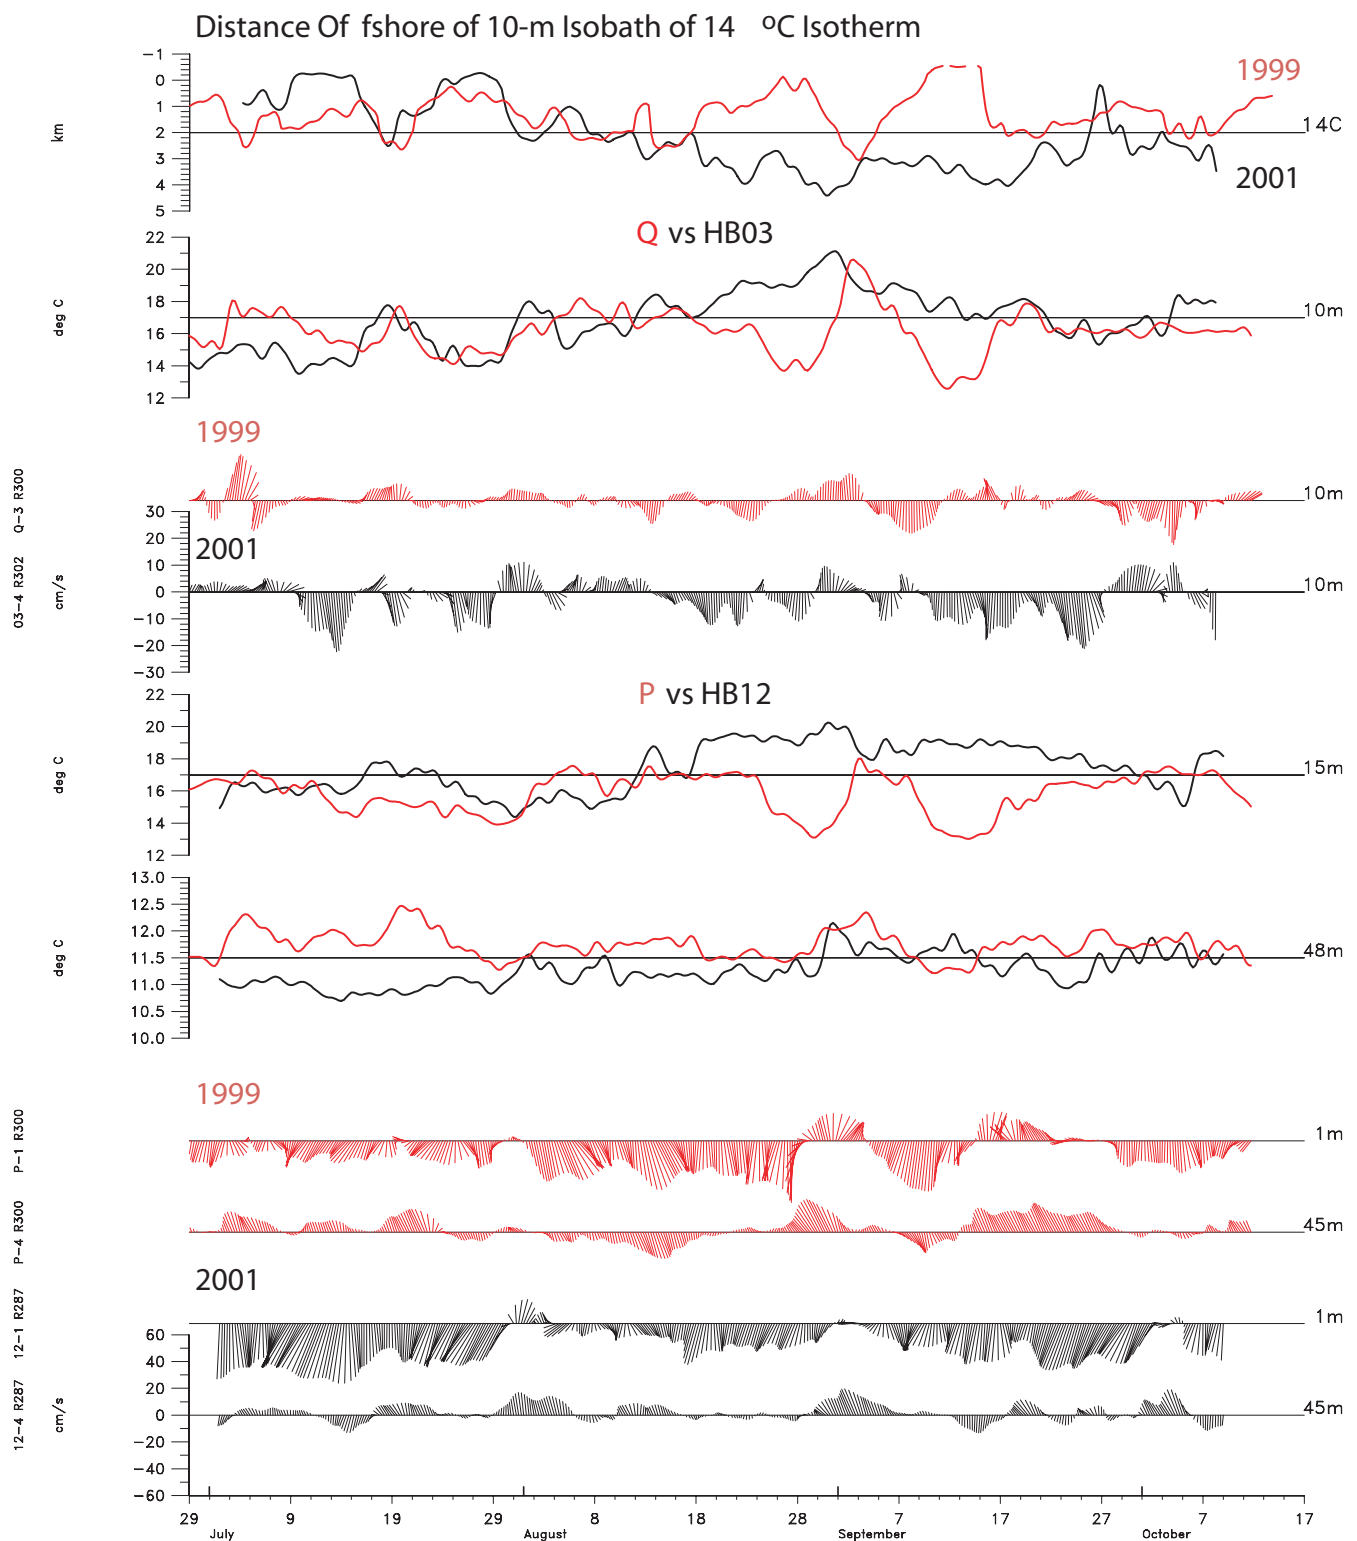 Distance Of fshore of 10-m Isobath of 14 ºC Isotherm
-1
0
1
2
3
4
5
km
1999
14C
2001
Q vs HB03
22
20
18
16
14
12
deg C
10m
1999
Q-3 R300
10m
2001
30
20
10
0
-10
-20
-30
03-4 R302
cm/s
10m
P vs HB12
22
20
18
16
14
12
deg C
15m
13.0
12.5
12.0
11.5
11.0
10.5
10.0
deg C
48m
1999
P-1 R300
1m
P-4 R300
45m
2001
12-1 R287
1m
60
40
20
0
-20
-40
-60
12-4 R287
cm/s
45m
29 9 19 29 8 18 28 7 17 27 7 17
July August September October